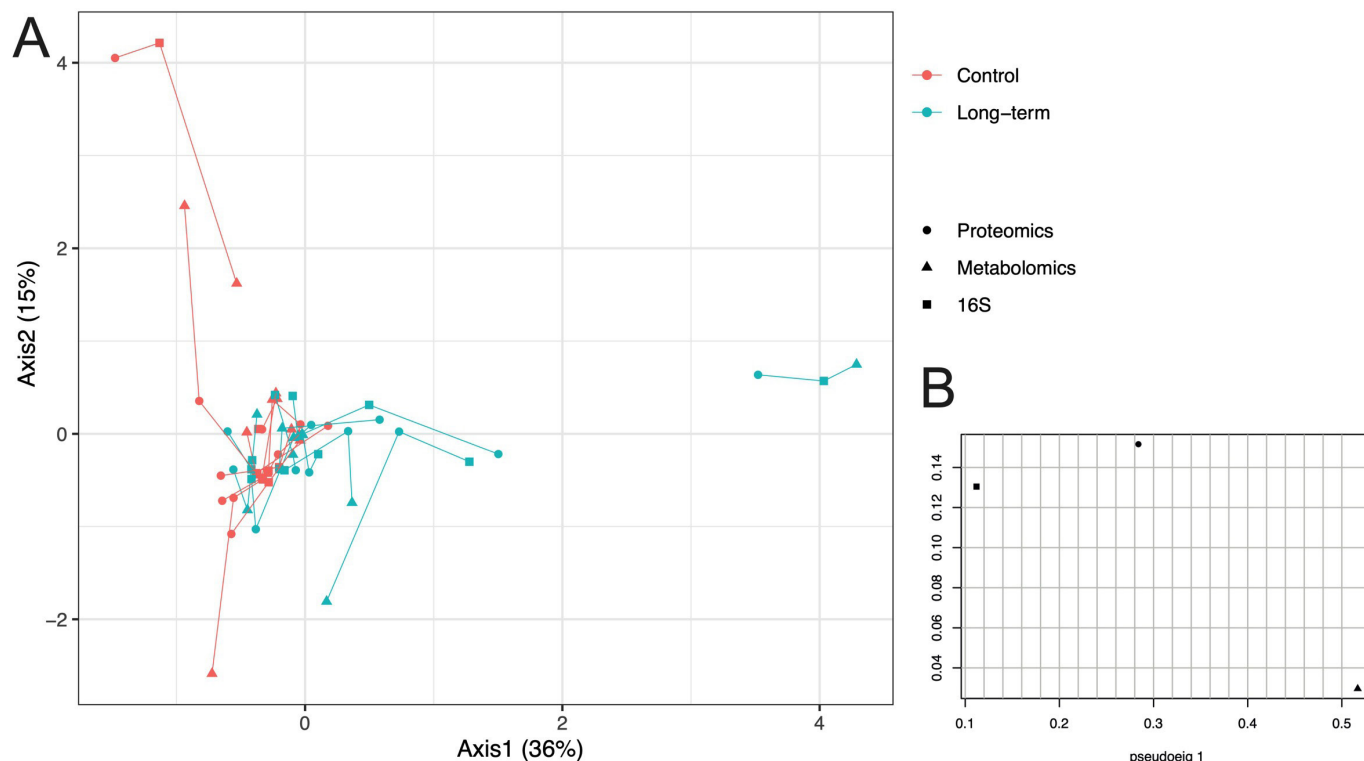 A
4
2
0
−2
Axis2 (15%)
0
2
4
Axis1 (36%)
Control
Long−term
Proteomics
Metabolomics
16S
B
0.14
0.12
0.10
0.08
0.06
0.04
0.1
0.2
0.3
0.4
0.5
pseudoeig 1